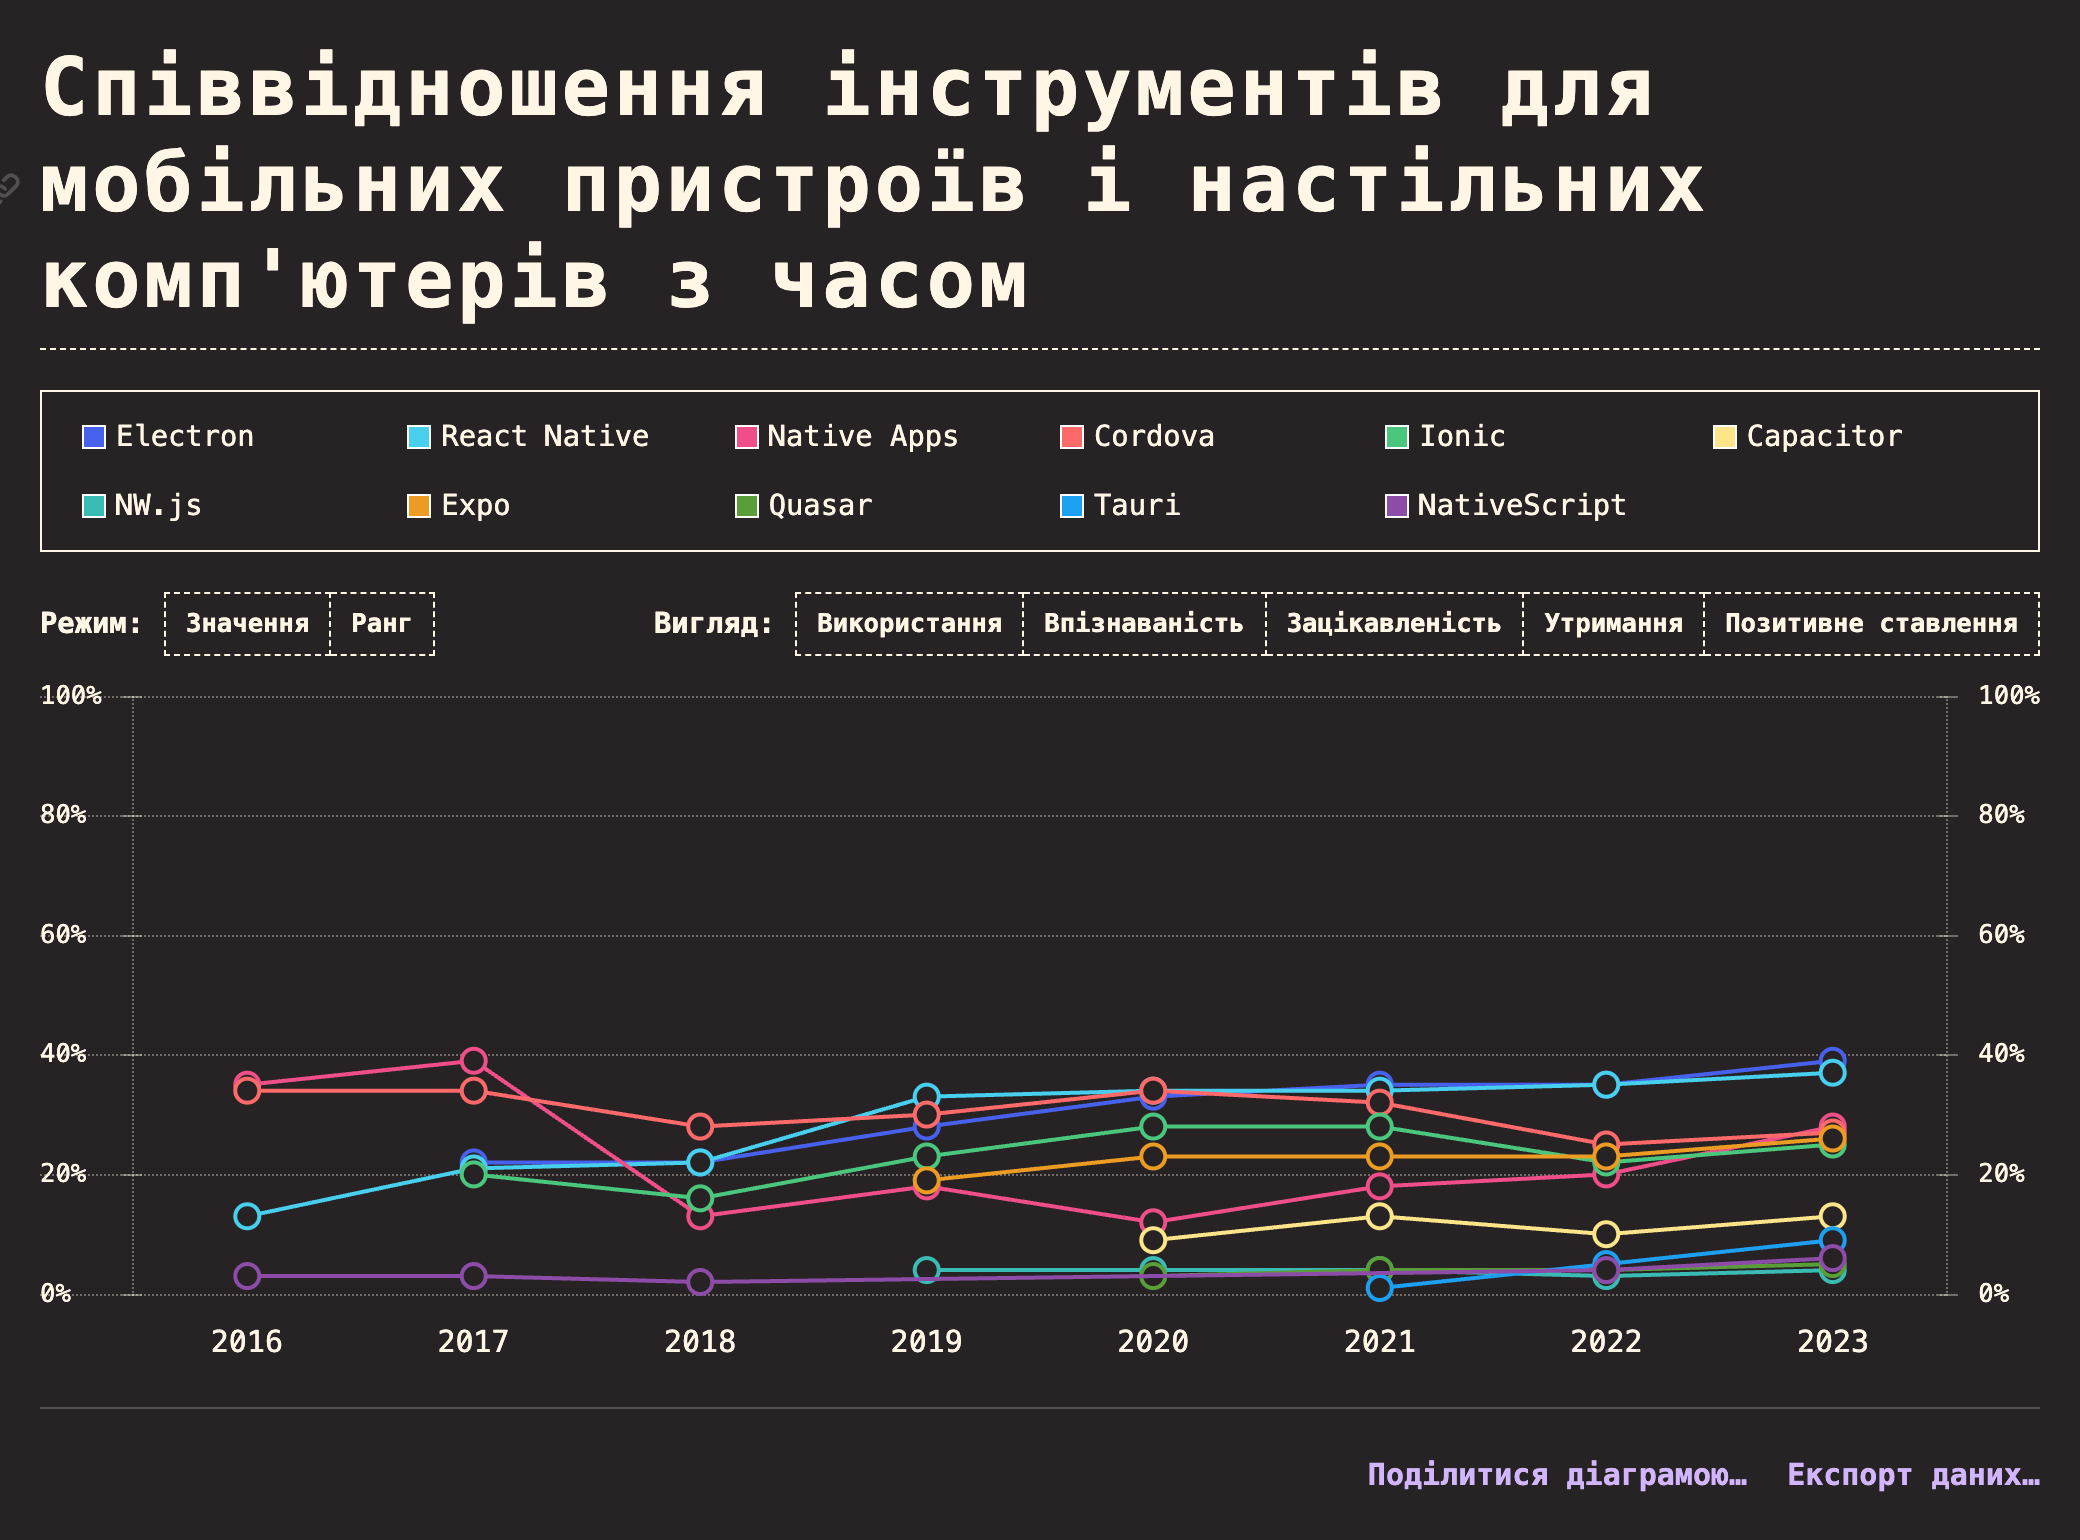 Співвідношення інструментів для
мобільних пристроїв і настільних
комп'ютерів з часом
Electron React Native Native Apps Cordova Ionic Capacitor
NW.js Expo Quasar Tauri NativeScript
Режим: Значення Ранг Вигляд: Використання Впізнаваність Зацікавленість Утримання Позитивне ставлення
100% 100%
80% 80%
60% 60%
40% 40%
20% 20%
0% 0%
2016 2017 2018 2019 2020 2021 2022 2023
Поділитися діаграмою… Експорт даних…